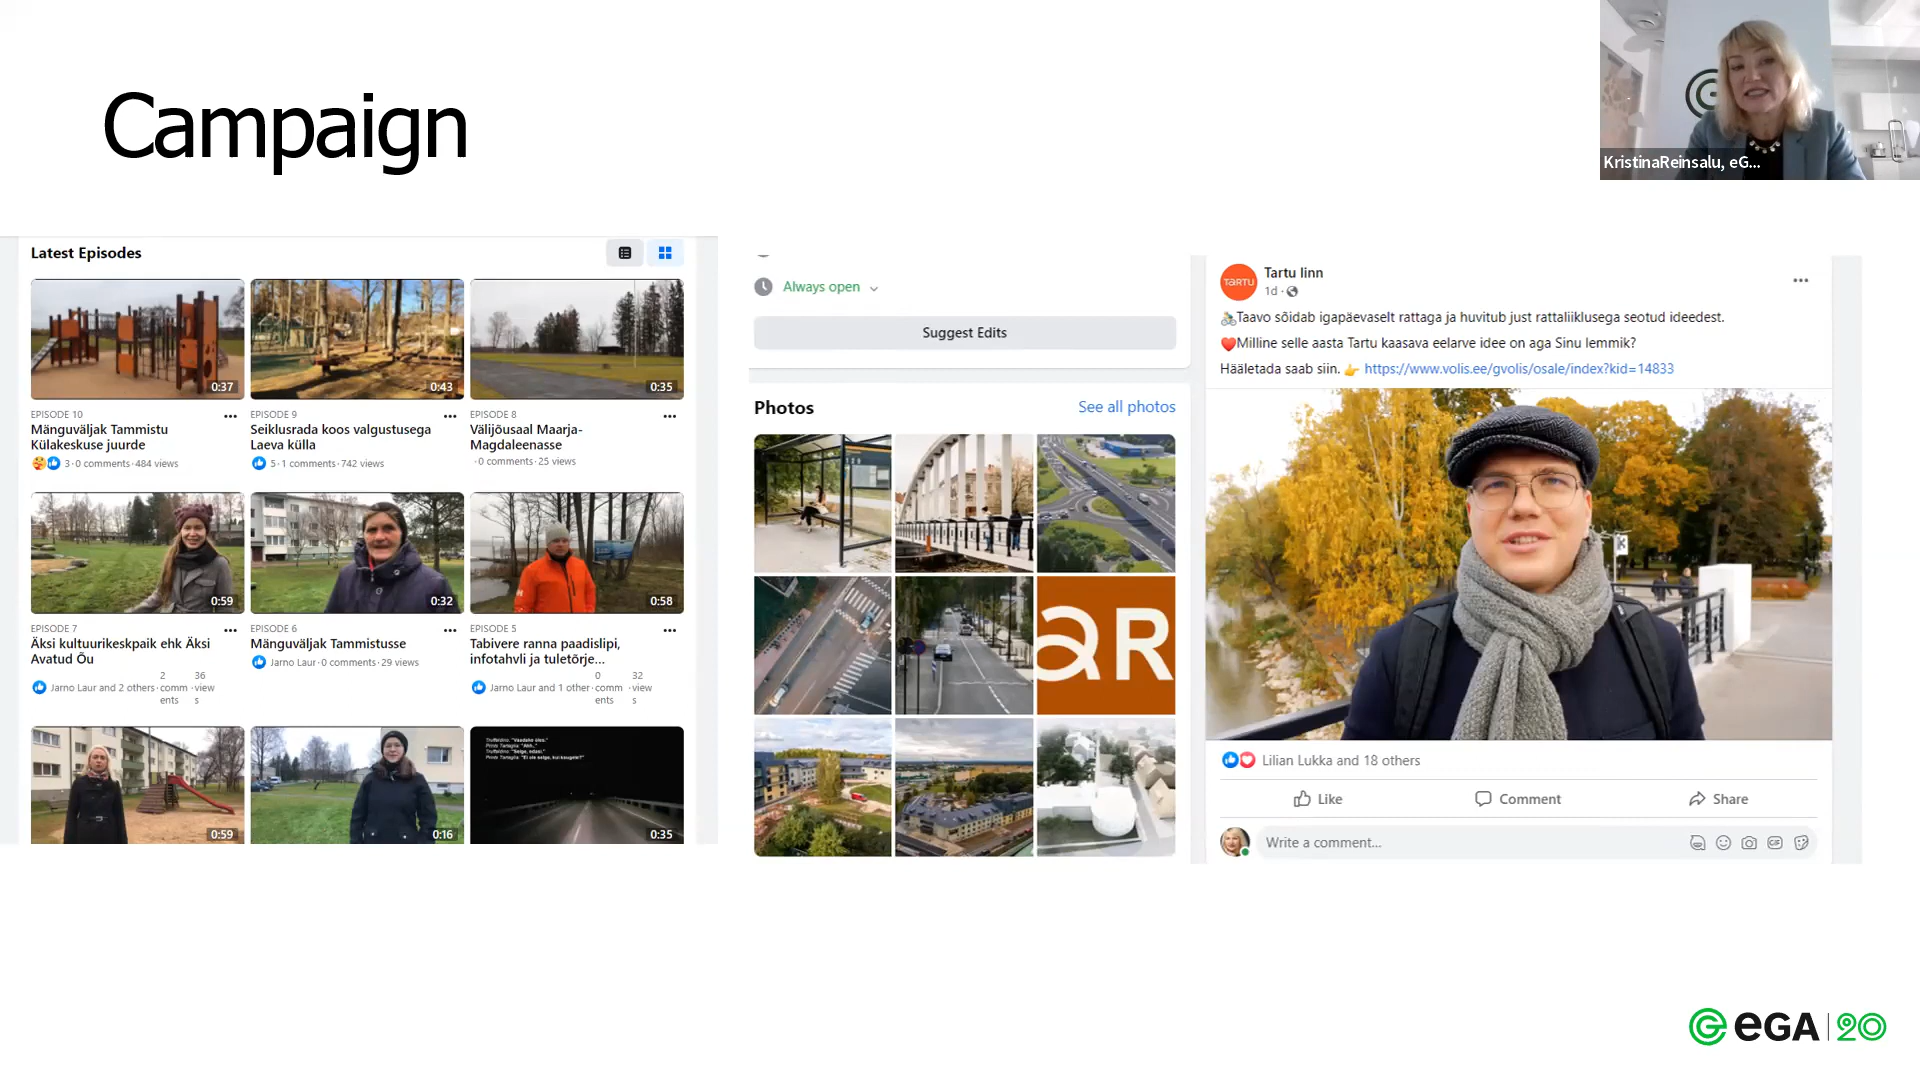 Campaign
KristinaReinsalu, eG...
Latest Episodes
0:37
0:43
0:35
EPISODE 10
Mänguväljak Tammistu
Külakeskuse juurde
3·0 comments·484 views
EPISODE 9
Seiklusrada koos valgustusega
Laeva külla
5·1 comments·742 views
EPISODE 8
Välijõusaal Maarja-
Magdaleenasse
·0 comments·25 views
0:59
0:32
0:58
EPISODE 7
Äksi kultuurikeskpaik ehk Äksi
Avatud Õu
Jarno Laur and 2 others·2 comments·36 views
EPISODE 6
Mänguväljak Tammistusse
Jarno Laur·0 comments·29 views
EPISODE 5
Tabivere ranna paadislipi,
infotahvli ja tuletõrje...
Jarno Laur and 1 other·0 comments·32 views
0:59
0:16
0:35
Always open
Suggest Edits
Photos
See all photos
aR
TARTU
Tartu linn
1d ·
Taavo sõidab igapäevaselt rattaga ja huvitub just rattaliiklusega seotud ideedest.
Milline selle aasta Tartu kaasava eelarve idee on aga Sinu lemmik?
Hääletada saab siin. 👉 https://www.volis.ee/gvolis/osale/index?kid=14833
Lilian Lukka and 18 others
Like
Comment
Share
Write a comment...
GIF
eGA | 20